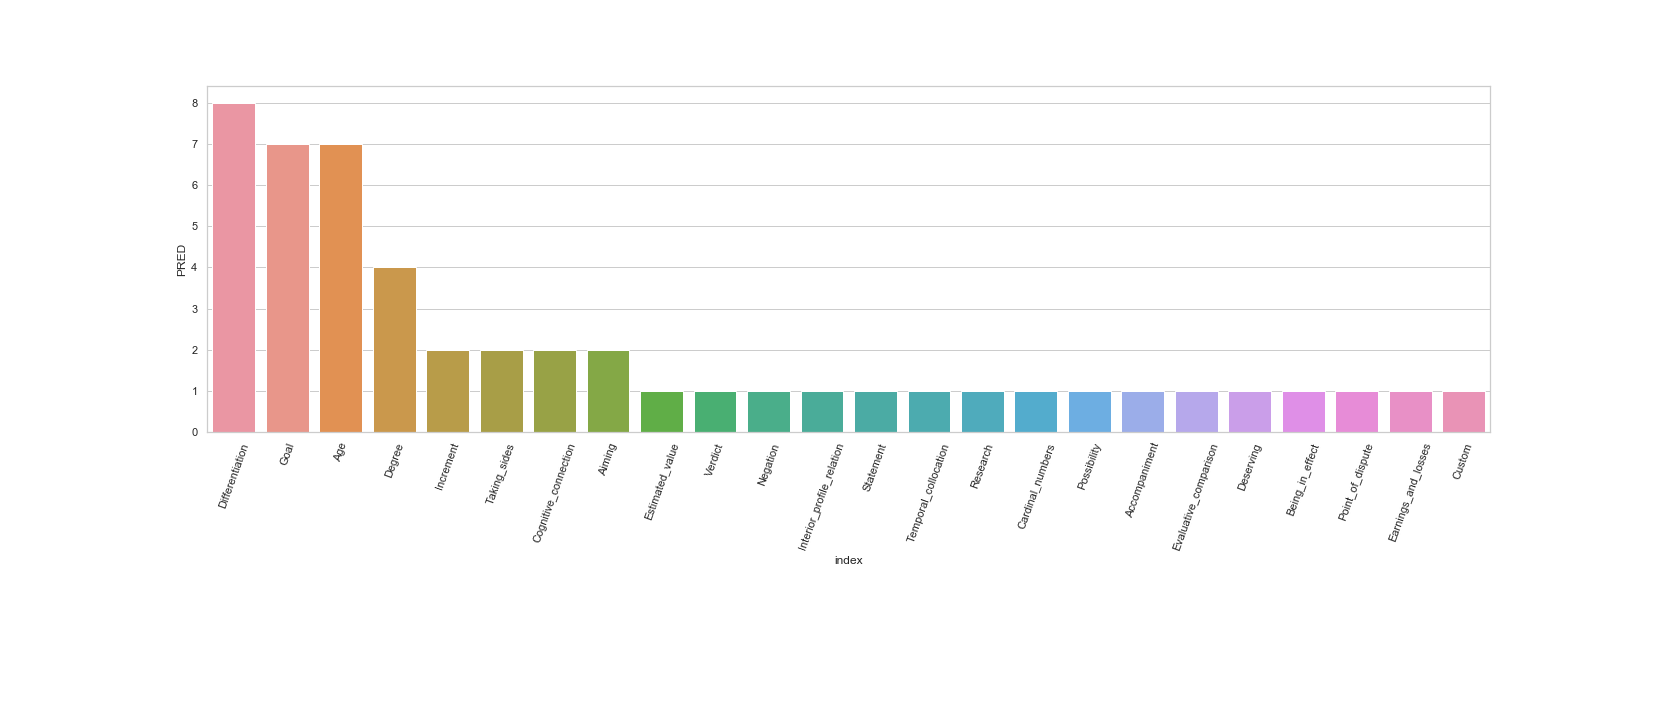 8
7
6
5
4
3
2
1
0
PRED
Differentiation
Goal
Age
Degree
Increment
Taking_sides
Cognitive_connection
Aiming
Estimated_value
Verdict
Negation
Interior_profile_relation
Statement
Temporal_collocation
Research
Cardinal_numbers
Possibility
Accompaniment
Evaluative_comparison
Deserving
Being_in_effect
Point_of_dispute
Earnings_and_losses
Custom
index